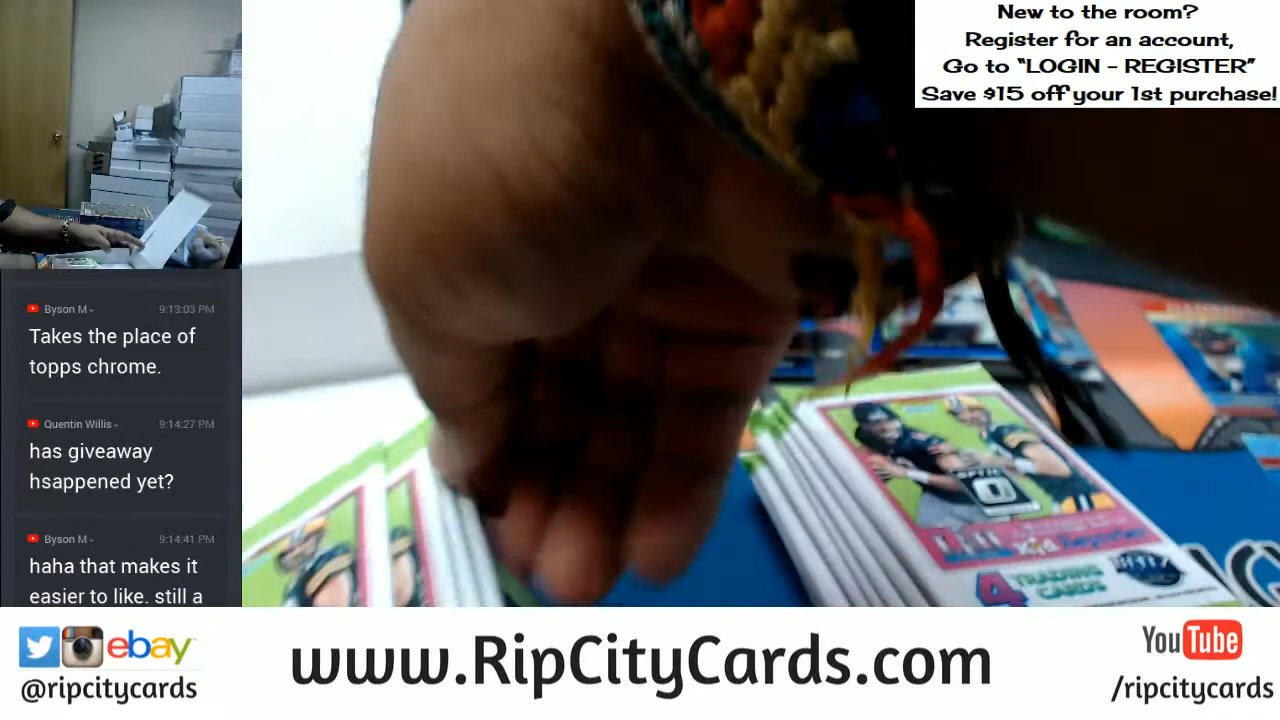 New to the room?
Register for an account,
Go to “LOGIN - REGISTER”
Save $15 off your 1st purchase!
Byson M
9:13:03 PM
Takes the place of
topps chrome.
Quentin Willis
9:14:27 PM
has giveaway
hsappened yet?
Byson M
9:14:41 PM
haha that makes it
easier to like. still a
OPTIC
4 TRADING
CARDS
ebay
@ripcitycards
www.RipCityCards.com
YouTube
/ripcitycards